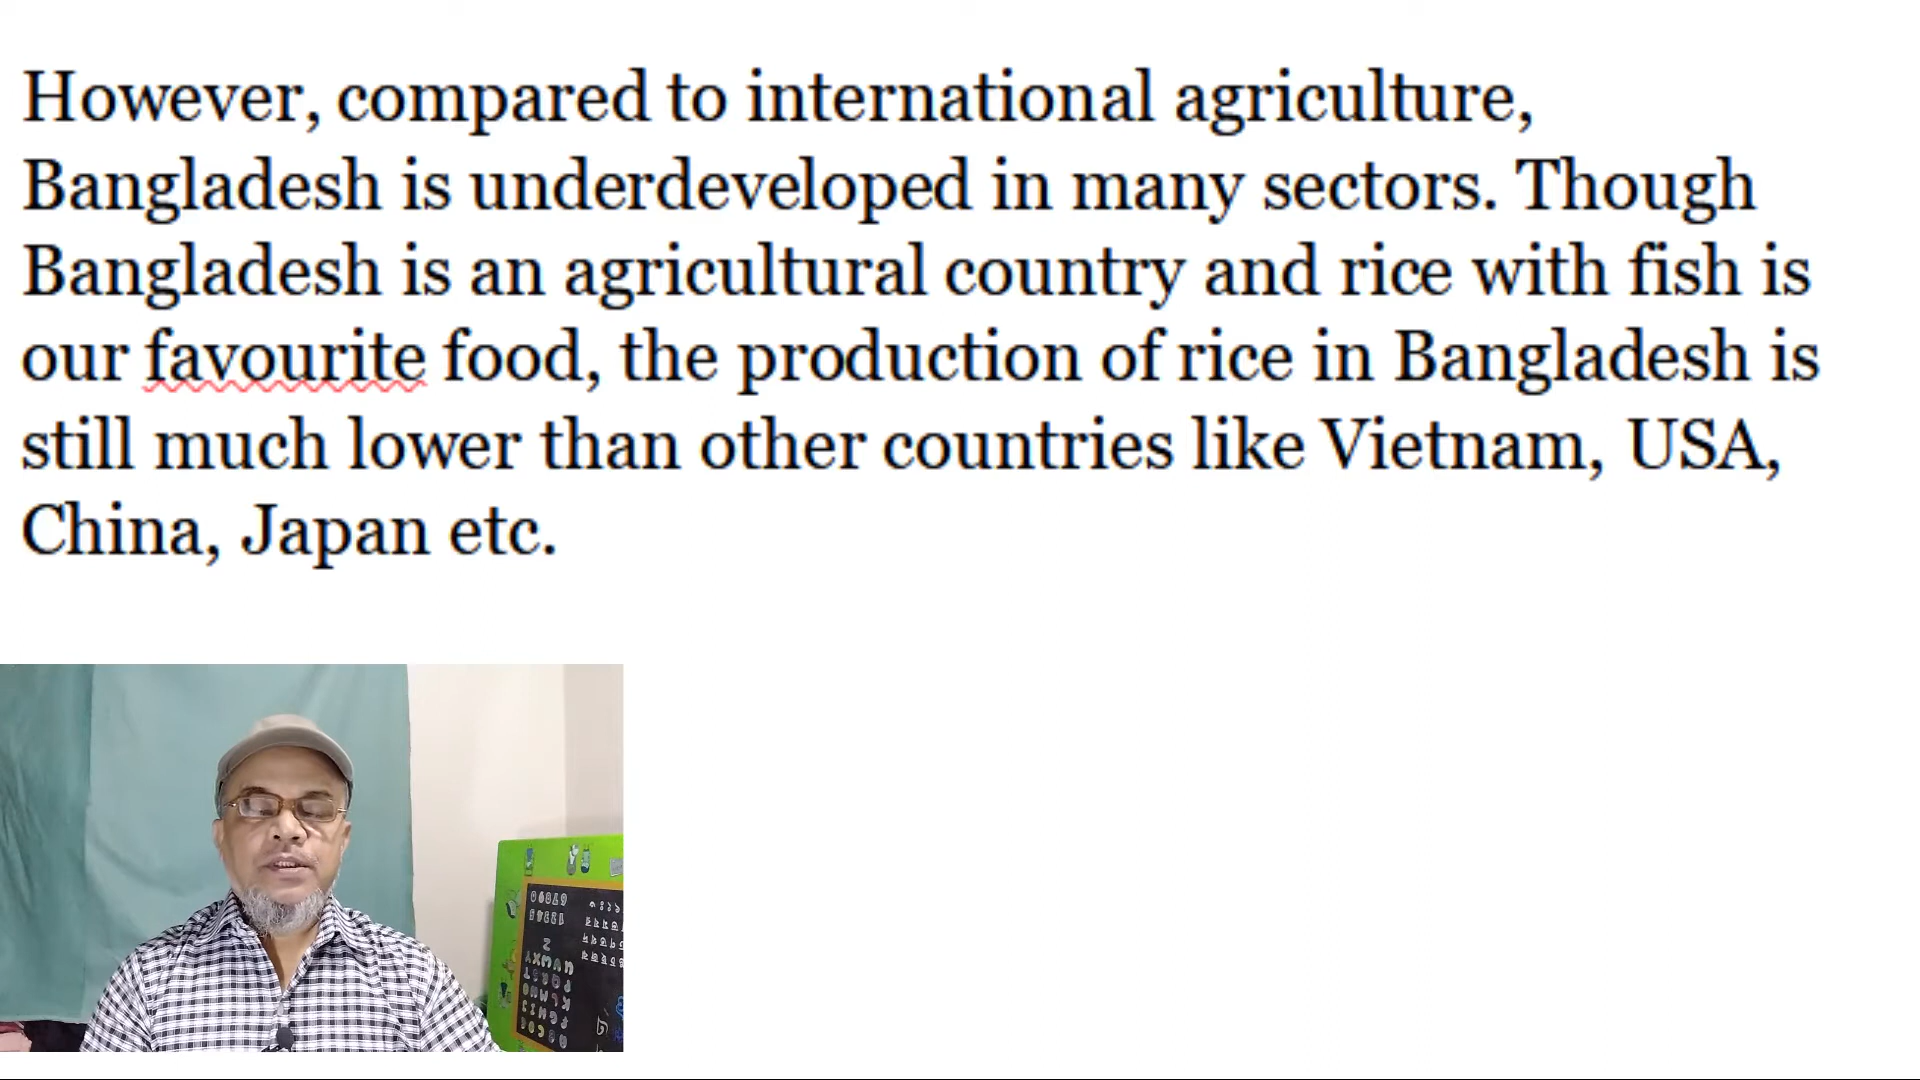 However, compared to international agriculture,
Bangladesh is underdeveloped in many sectors. Though
Bangladesh is an agricultural country and rice with fish is
our favourite food, the production of rice in Bangladesh is
still much lower than other countries like Vietnam, USA,
China, Japan etc.